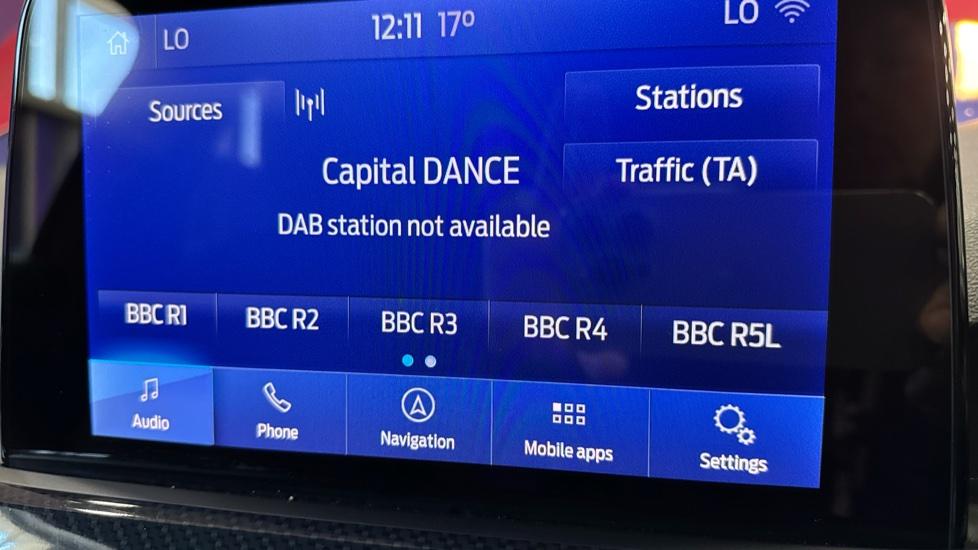 LO 12:11 17° LO
Sources
Stations
Capital DANCE
Traffic (TA)
DAB station not available
BBC R1 BBC R2 BBC R3 BBC R4 BBC R5L
Audio Phone Navigation Mobile apps Settings